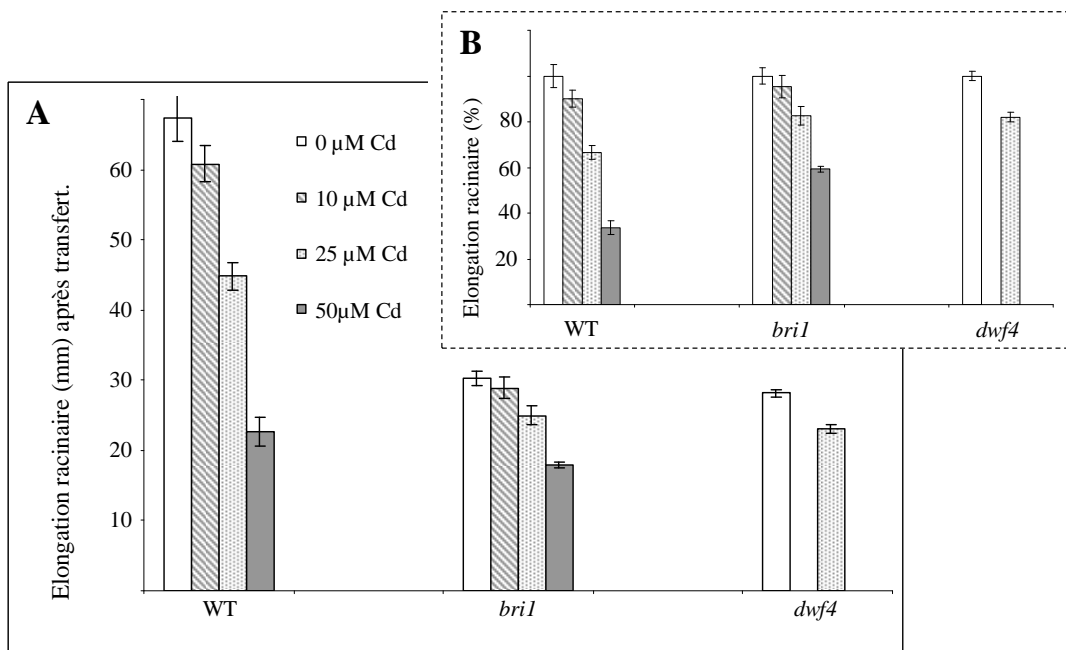 A
Elongation racinaire (mm) après transfert.
60
50
40
30
20
10
0 µM Cd
10 µM Cd
25 µM Cd
50µM Cd
WT
bri1
dwf4
B
Elongation racinaire (%)
80
60
40
20
WT
bri1
dwf4